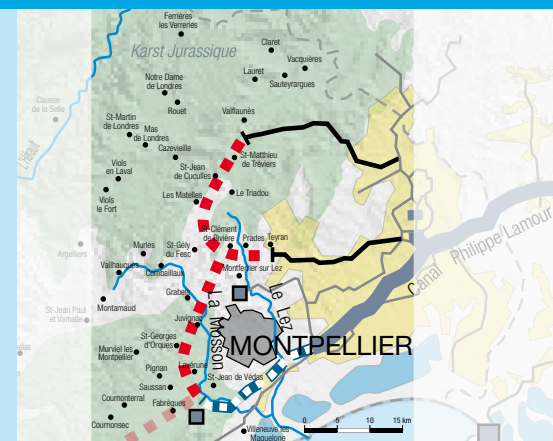 Ferrières
les Verreries
Karst Jurassique
Claret
Vacquières
Lauret
Sauteyrargues
Notre Dame
de Londres
Rouet
Causse
de la Selle
St-Martin
de Londres
Mas
de Londres
Valflaunès
Cazevieille
St-Matthieu
de Tréviers
L'Hérault
Viols
en Laval
St-Jean
de Cuculles
Viols
le Fort
Les Matelles
Le Triadou
St-Clément
de Rivière
Prades
Teyran
Murles
St-Gély
du Fesc
Argelliers
Vailhauquès
Combaillaux
Montferrier sur Lez
Canal Philippe Lamour
Montarnaud
Grabels
La Mosson
Le Lez
St-Jean Paul
et Varnalle
Juvignac
St-Georges
d'Orques
MONTPELLIER
Murviel les
Montpellier
Pignan
Lavérune
St-Jean de Védas
Saussan
Cournonterral
Fabrègues
Cournonsec
Villeneuve les
Maguelone
0 5 10 15 km